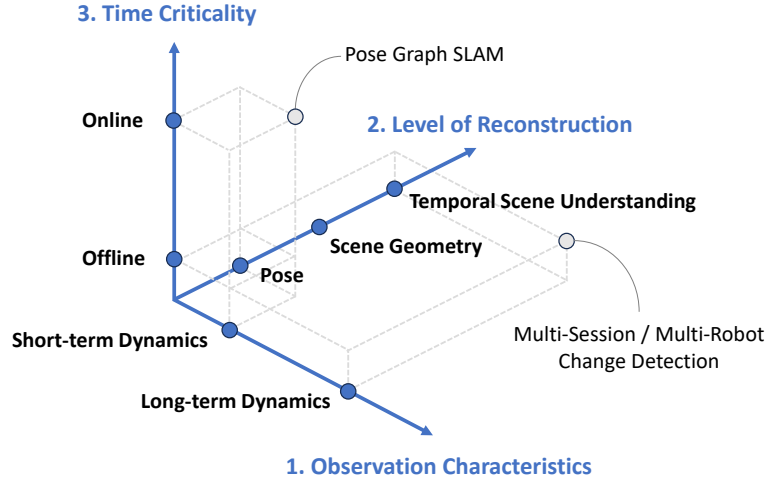 3. Time Criticality
Pose Graph SLAM
Online
2. Level of Reconstruction
Temporal Scene Understanding
Scene Geometry
Offline
Pose
Short-term Dynamics
Multi-Session / Multi-Robot
Change Detection
Long-term Dynamics
1. Observation Characteristics